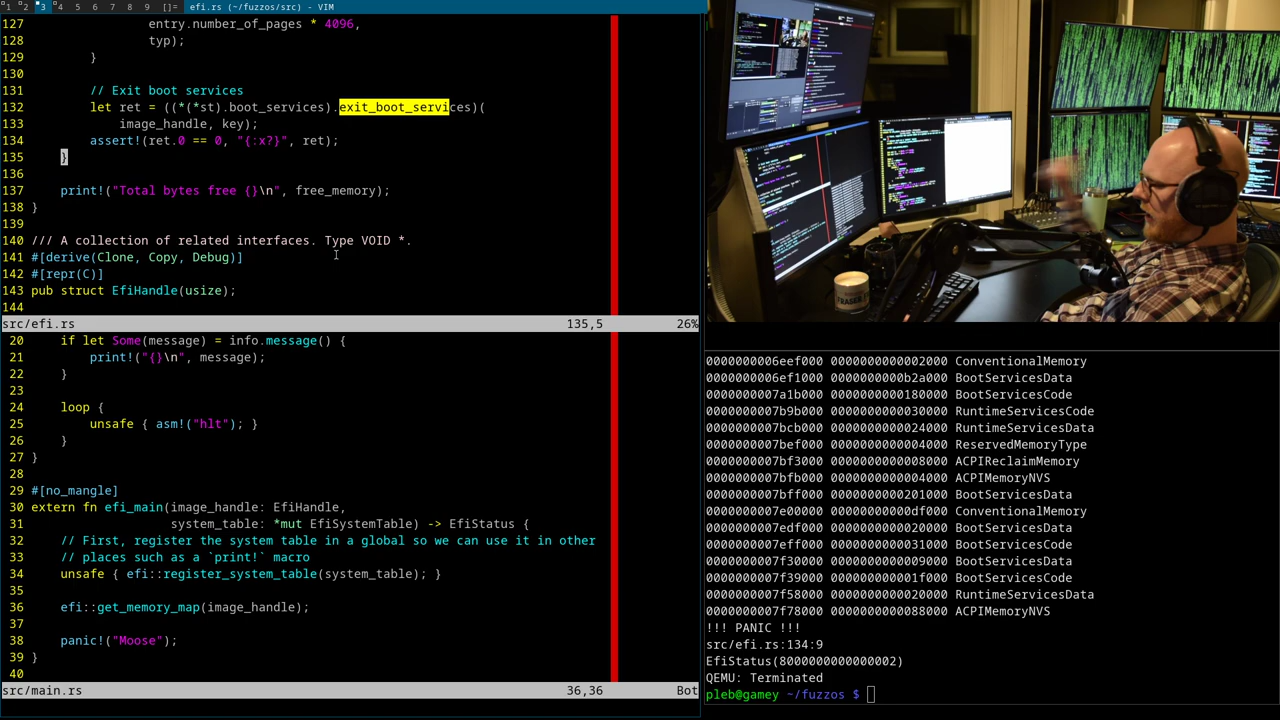 1 2 3 4 5 6 7 8 9 []= efi.rs (~/fuzzos/src) - VIM
127 entry.number_of_pages * 4096,
128 typ);
129 }
130
131 // Exit boot services
132 let ret = ((*(*st).boot_services).exit_boot_services)(
133 image_handle, key);
134 assert!(ret.0 == 0, "{:x?}", ret);
135 }
136
137 print!("Total bytes free {}\n", free_memory);
138 }
139
140 /// A collection of related interfaces. Type VOID *.
141 #[derive(Clone, Copy, Debug)]
142 #[repr(C)]
143 pub struct EfiHandle(usize);
144
src/efi.rs 135,5 26%
20 if let Some(message) = info.message() {
21 print!("{}\n", message);
22 }
23
24 loop {
25 unsafe { asm!("hlt"); }
26 }
27 }
28
29 #[no_mangle]
30 extern fn efi_main(image_handle: EfiHandle,
31 system_table: *mut EfiSystemTable) -> EfiStatus {
32 // First, register the system table in a global so we can use it in other
33 // places such as a `print!` macro
34 unsafe { efi::register_system_table(system_table); }
35
36 efi::get_memory_map(image_handle);
37
38 panic!("Moose");
39 }
40
src/main.rs 36,36 Bot
0000000006eef000 0000000000002000 ConventionalMemory
0000000006ef1000 0000000000b2a000 BootServicesData
0000000007a1b000 0000000000180000 BootServicesCode
0000000007b9b000 0000000000030000 RuntimeServicesCode
0000000007bcb000 0000000000024000 RuntimeServicesData
0000000007bef000 0000000000004000 ReservedMemoryType
0000000007bf3000 0000000000008000 ACPIReclaimMemory
0000000007bfb000 0000000000004000 ACPIMemoryNVS
0000000007bff000 0000000000201000 BootServicesData
0000000007e00000 00000000000df000 ConventionalMemory
0000000007edf000 0000000000020000 BootServicesData
0000000007eff000 0000000000031000 BootServicesCode
0000000007f30000 0000000000009000 BootServicesData
0000000007f39000 000000000001f000 BootServicesCode
0000000007f58000 0000000000020000 RuntimeServicesData
0000000007f78000 0000000000088000 ACPIMemoryNVS
!!! PANIC !!!
src/efi.rs:134:9
EfiStatus(8000000000000002)
QEMU: Terminated
pleb@gamey ~/fuzzos $